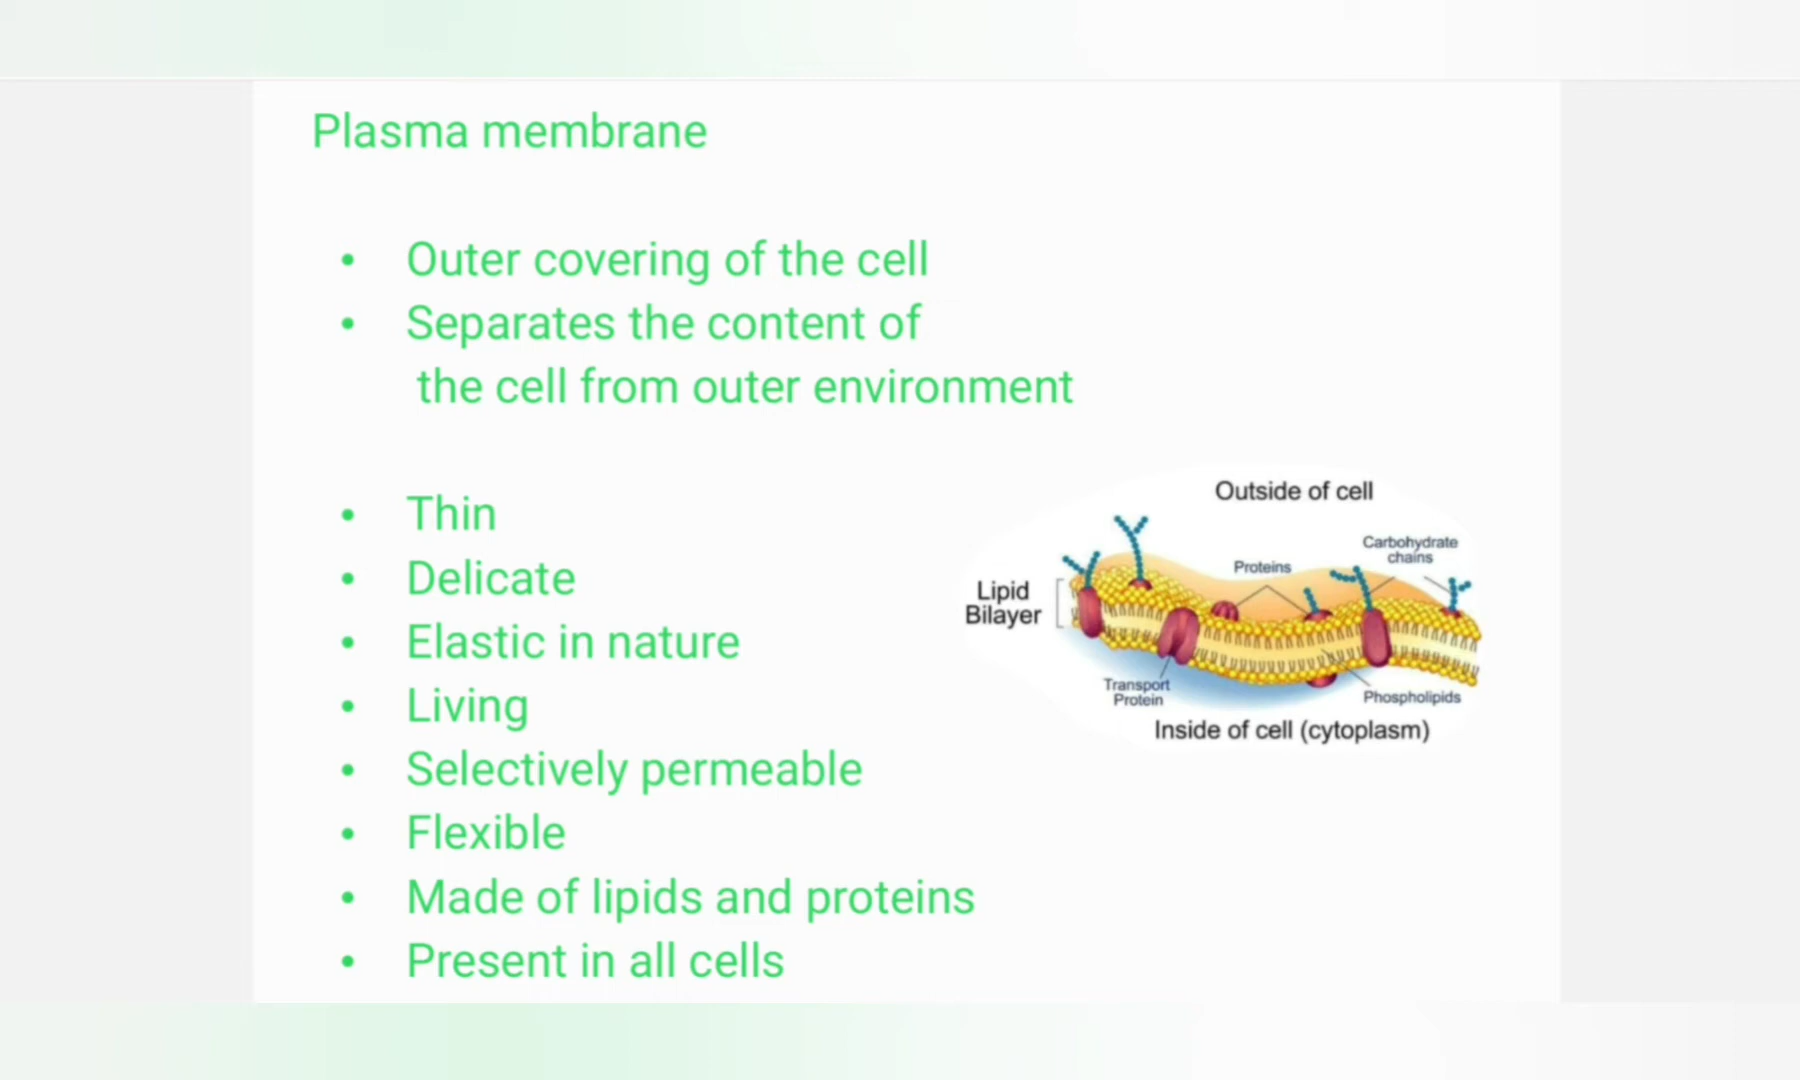 Plasma membrane
• Outer covering of the cell
• Separates the content of
the cell from outer environment
• Thin
• Delicate
• Elastic in nature
• Living
• Selectively permeable
• Flexible
• Made of lipids and proteins
• Present in all cells
Outside of cell
Carbohydrate
chains
Proteins
Lipid
Bilayer
Transport
Protein
Phospholipids
Inside of cell (cytoplasm)